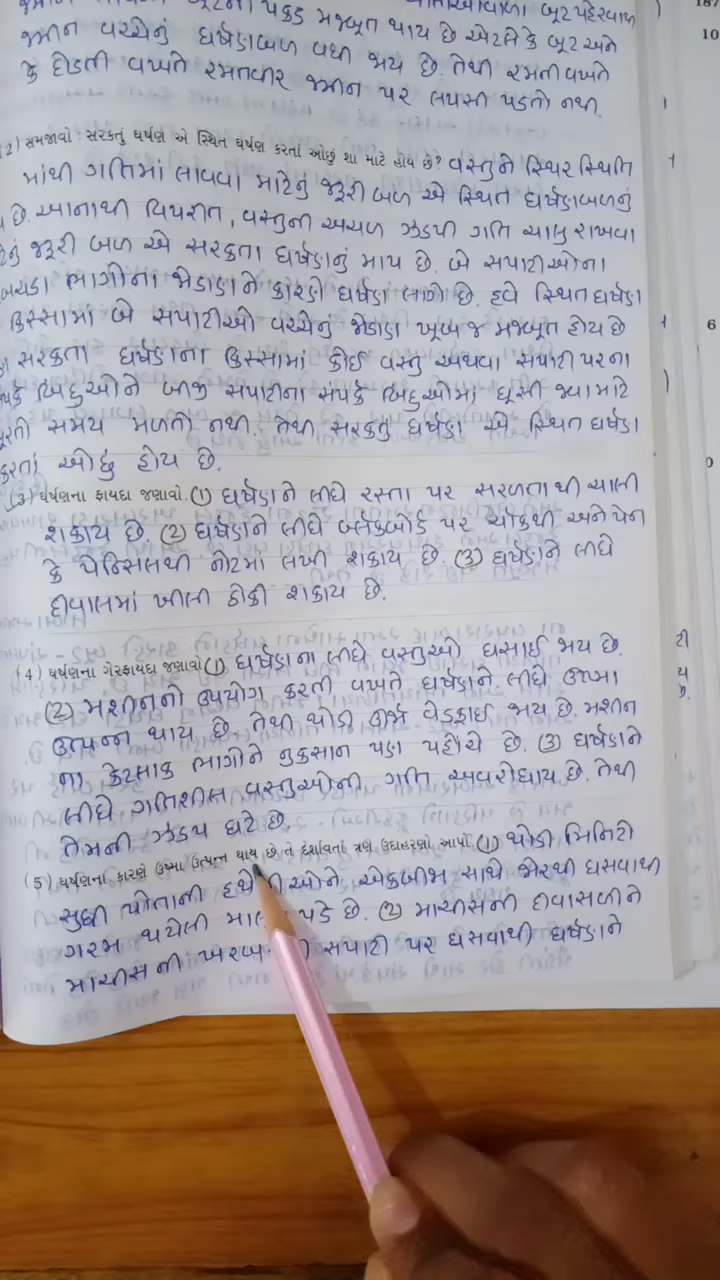 પકડ મજબૂત થાય છે એટલે કે બૂટ અને
જમીન વચ્ચેનું ઘર્ષણબળ વધી જાય છે. તેથી રમતી વખતે
કે દોડતી વખતે રમતવીર જમીન પર લપસી પડતો નથી.
2) સમજાવો : સરકતું ઘર્ષણ એ સ્થિત ઘર્ષણ કરતાં ઓછું શા માટે હોય છે? વસ્તુને સ્થિર સ્થિતિ
માંથી ગતિમાં લાવવા માટેનું જરૂરી બળ એ સ્થિત ઘર્ષણબળનું
છે. આનાથી વિપરીત, વસ્તુની અચળ ઝડપી ગતિ ચાલુ રાખવા
જરૂરી બળ એ સરકતા ઘર્ષણનું માપ છે. બે સપાટીઓના
ભાગોના જોડાણને કારણે ઘર્ષણ લાગે છે. હવે સ્થિત ઘર્ષણ
કિસ્સામાં બે સપાટીઓ વચ્ચેનું જોડાણ ખૂબ જ મજબૂત હોય છે
સરકતા ઘર્ષણના કિસ્સામાં કોઈ વસ્તુ અથવા સપાટી પરના
બિંદુઓને બીજી સપાટીના સંપર્ક બિંદુઓમાં ઘૂસી જવા માટે
સમય મળતો નથી. તેથી સરકતું ઘર્ષણ એ સ્થિત ઘર્ષણ
કરતાં ઓછું હોય છે.
(3) ઘર્ષણના ફાયદા જણાવો. (1) ઘર્ષણને લીધે રસ્તા પર સરળતાથી ચાલી
શકાય છે. (2) ઘર્ષણને લીધે બ્લેકબોર્ડ પર ચોકથી અને પેન
કે પેન્સિલથી નોટમાં લખી શકાય છે. (3) ઘર્ષણને લીધે
દીવાલમાં ખીલી ઠોકી શકાય છે.
(4) ઘર્ષણના ગેરફાયદા જણાવો (1) ઘર્ષણના લીધે વસ્તુઓ ઘસાઈ જાય છે.
(2) મશીનનો ઉપયોગ કરતી વખતે ઘર્ષણને લીધે ઉષ્મા
ઉત્પન્ન થાય છે તેથી થોડી ઊર્જા વેડફાઈ જાય છે. મશીન
ના કેટલાક ભાગોને નુકસાન પણ પહોંચે છે. (3) ઘર્ષણને
લીધે ગતિશીલ વસ્તુઓની ગતિ અવરોધાય છે. તેથી
તેમની ઝડપ ઘટે છે.
(5) ઘર્ષણના કારણે ઉષ્મા ઉત્પન્ન થાય છે તે દર્શાવતાં ત્રણ ઉદાહરણો આપો. (1) થોડી મિનિટો
સુધી પોતાની ઓને એકબીજા સાથે જોરથી ઘસવાથી
ગરમ થયેલી પડે છે. (2) માચીસની દીવાસળીને
માચીસની સપાટી પર ઘસવાથી ઘર્ષણને
187
10
6
ટી
ય